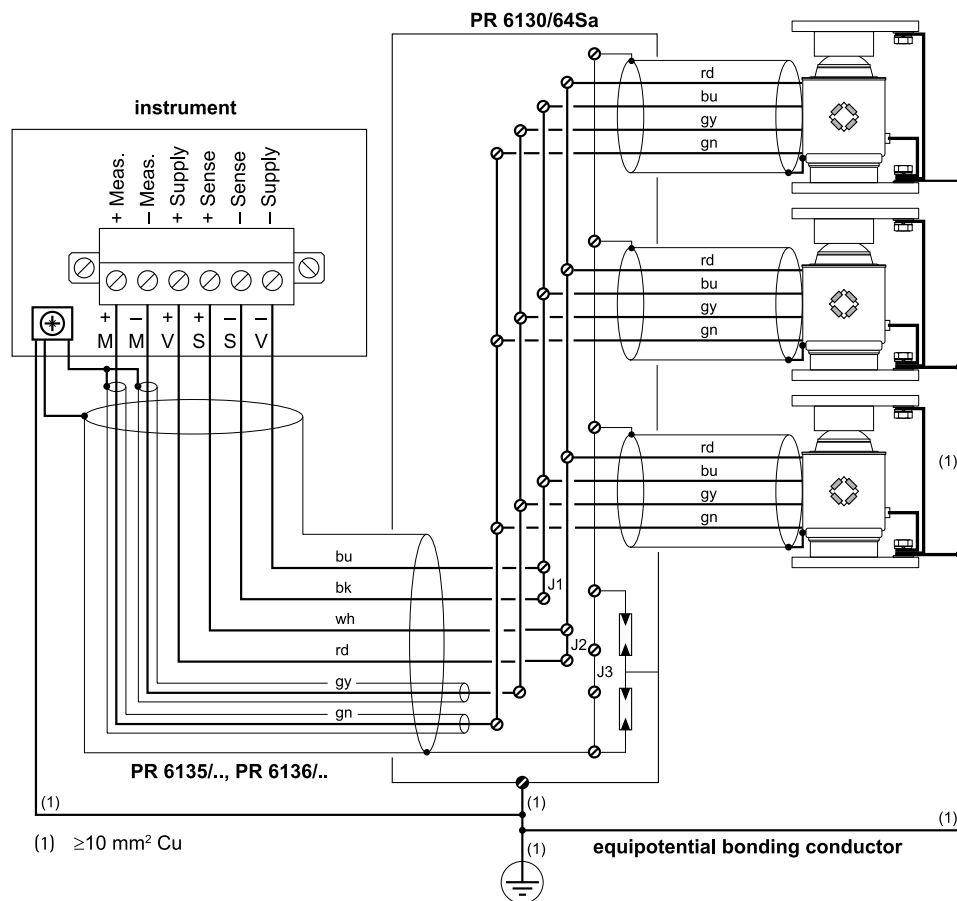 PR 6130/64Sa
instrument
+ Meas.
– Meas.
+ Supply
+ Sense
– Sense
– Supply
+ – + + – –
M M V S S V
rd
bu
gy
gn
rd
bu
gy
gn
rd
bu
gy
gn
(1)
bu
bk
wh
rd
gy
gn
J1
J2
J3
PR 6135/.., PR 6136/..
(1)
(1)
(1)
(1)
(1) ≥10 mm² Cu
equipotential bonding conductor